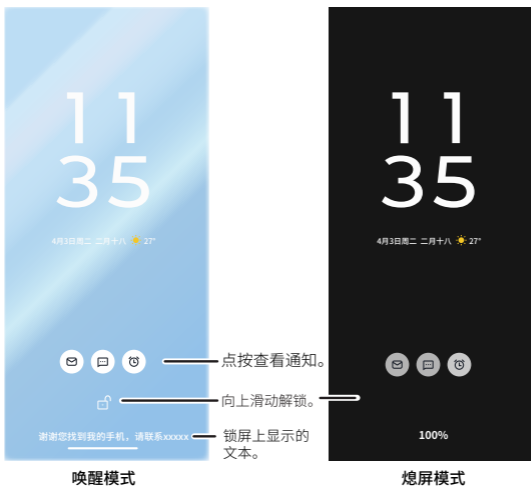 11
35
4月3日周二 二月十八 27°
点按查看通知。
向上滑动解锁。
谢谢您找到我的手机，请联系xxxxx
锁屏上显示的
文本。
唤醒模式
11
35
4月3日周二 二月十八 27°
100%
熄屏模式